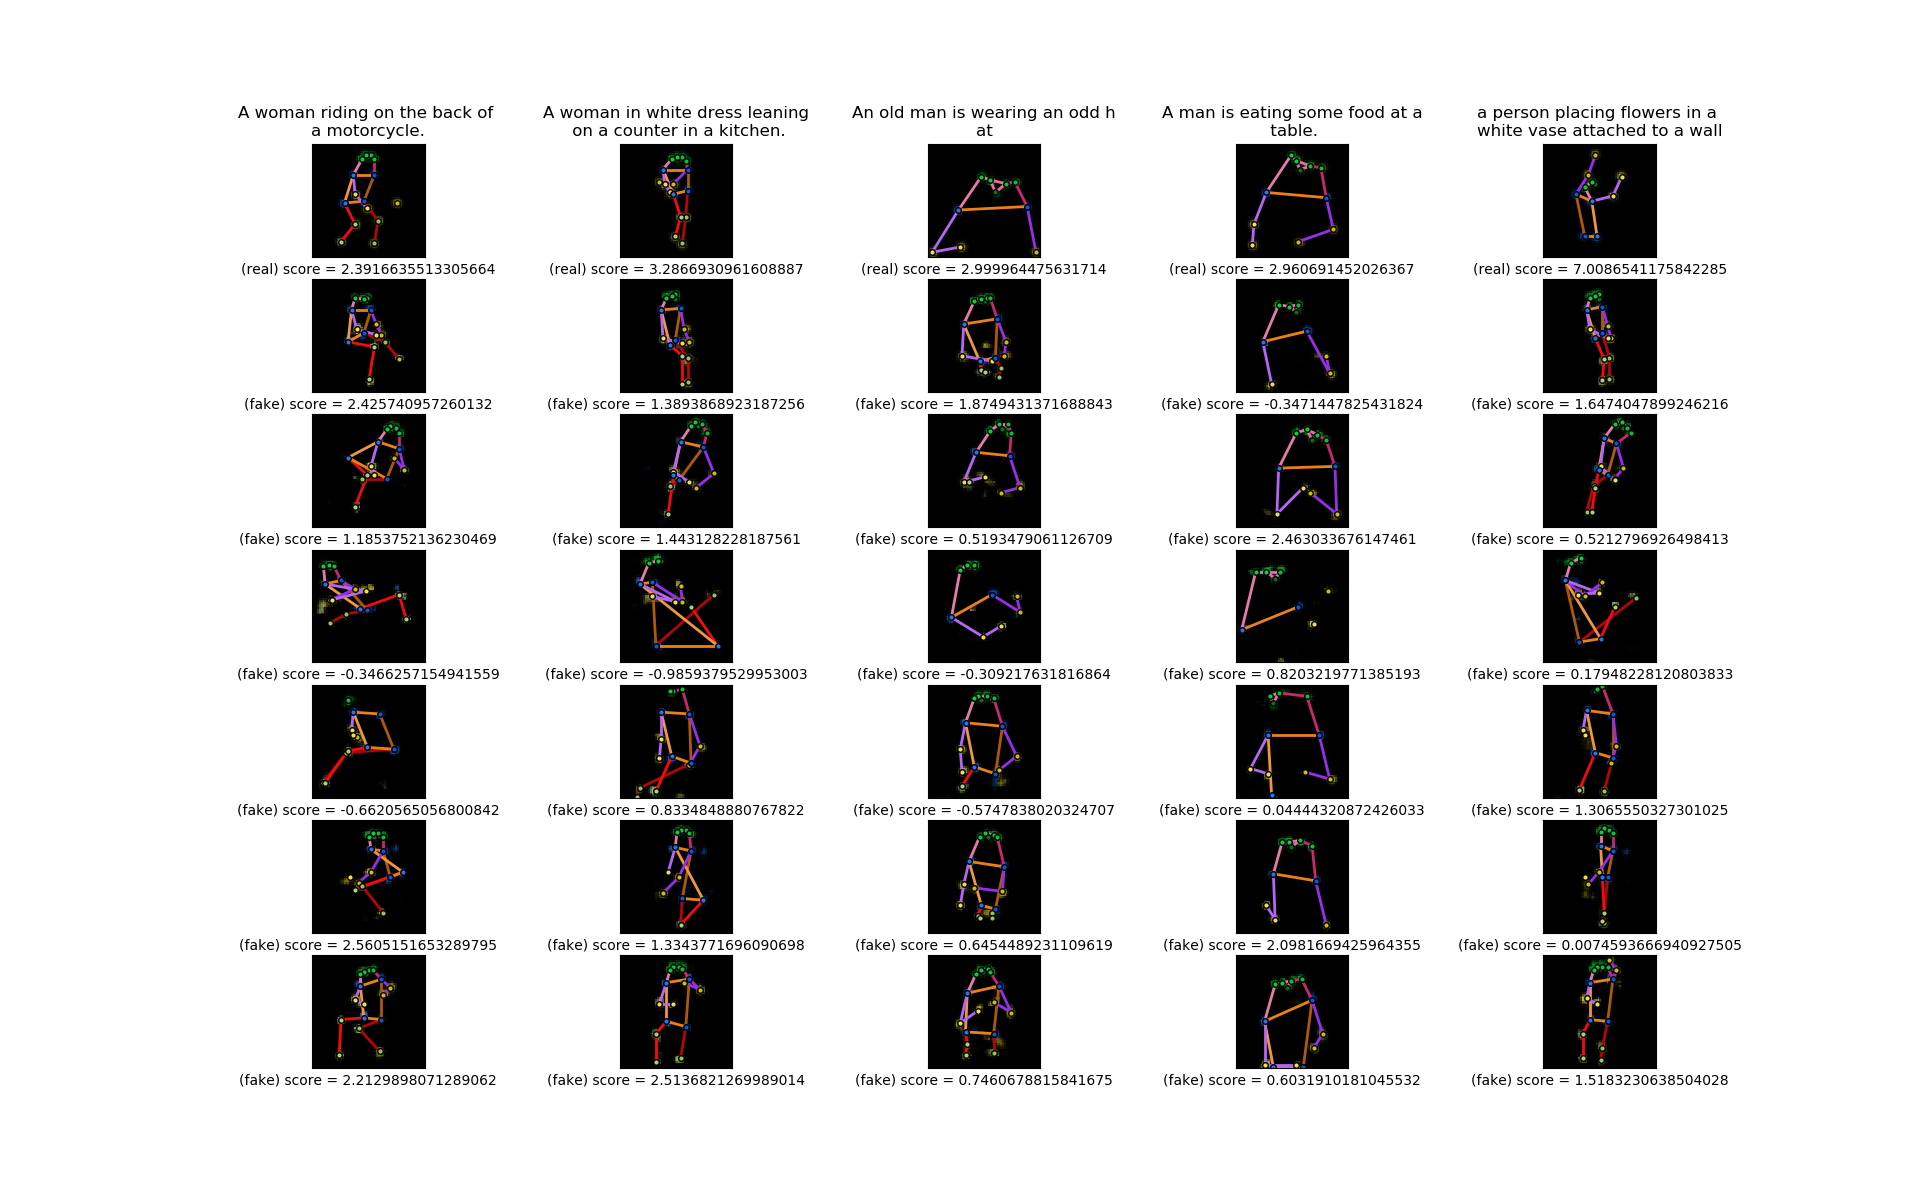 A woman riding on the back of
a motorcycle.
A woman in white dress leaning
on a counter in a kitchen.
An old man is wearing an odd h
at
A man is eating some food at a
table.
a person placing flowers in a
white vase attached to a wall
(real) score = 2.3916635513305664
(real) score = 3.2866930961608887
(real) score = 2.999964475631714
(real) score = 2.960691452026367
(real) score = 7.0086541175842285
(fake) score = 2.425740957260132
(fake) score = 1.3893868923187256
(fake) score = 1.8749431371688843
(fake) score = -0.3471447825431824
(fake) score = 1.6474047899246216
(fake) score = 1.1853752136230469
(fake) score = 1.443128228187561
(fake) score = 0.5193479061126709
(fake) score = 2.463033676147461
(fake) score = 0.5212796926498413
(fake) score = -0.3466257154941559
(fake) score = -0.9859379529953003
(fake) score = -0.309217631816864
(fake) score = 0.8203219771385193
(fake) score = 0.17948228120803833
(fake) score = -0.6620565056800842
(fake) score = 0.8334848880767822
(fake) score = -0.5747838020324707
(fake) score = 0.04444320872426033
(fake) score = 1.3065550327301025
(fake) score = 2.5605151653289795
(fake) score = 1.3343771696090698
(fake) score = 0.6454489231109619
(fake) score = 2.0981669425964355
(fake) score = 0.0074593666940927505
(fake) score = 2.2129898071289062
(fake) score = 2.5136821269989014
(fake) score = 0.7460678815841675
(fake) score = 0.6031910181045532
(fake) score = 1.5183230638504028